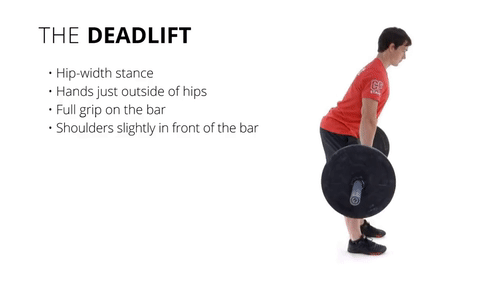 THE DEADLIFT
• Hip-width stance
• Hands just outside of hips
• Full grip on the bar
• Shoulders slightly in front of the bar